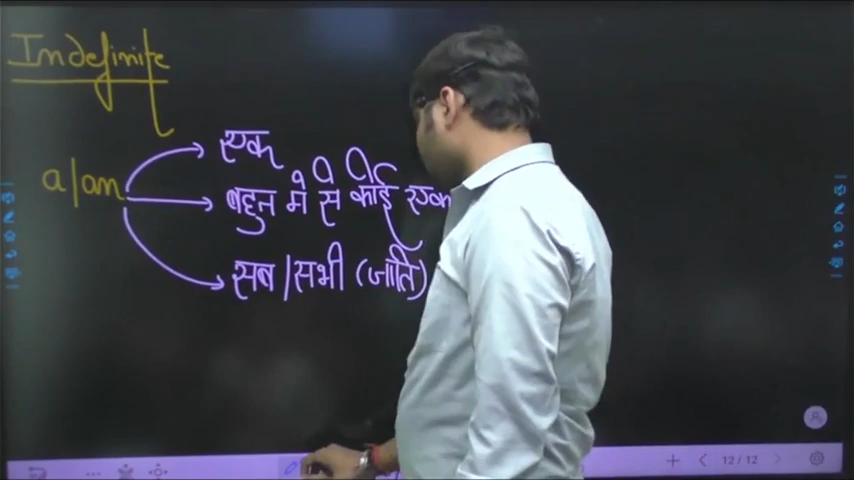 Indefinite
a/an
एक
बहुत मे से कोई एक
सब/सभी (जाति)
12/12